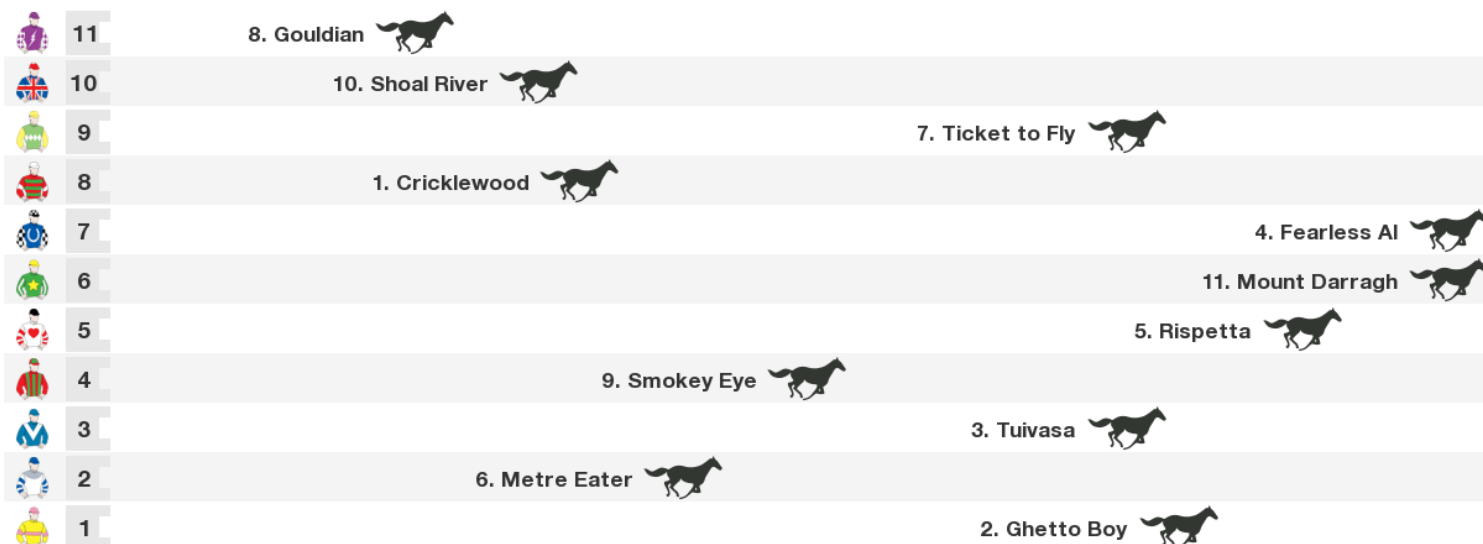 11 8. Gouldian
10 10. Shoal River
9 7. Ticket to Fly
8 1. Cricklewood
7 4. Fearless Al
6 11. Mount Darragh
5 5. Rispetta
4 9. Smokey Eye
3 3. Tuivasa
2 6. Metre Eater
1 2. Ghetto Boy